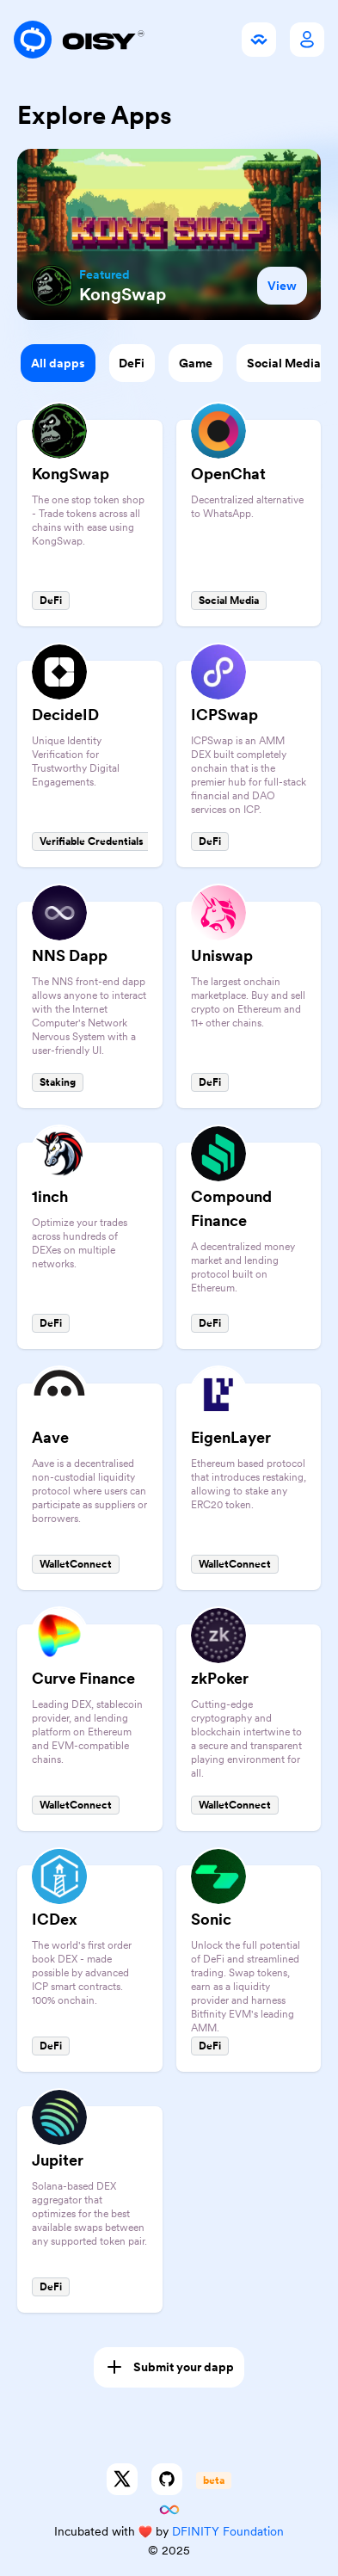 OISY
Explore Apps
KONG SWAP
Featured
KongSwap
View
All dapps
DeFi
Game
Social Media
KongSwap
The one stop token shop
- Trade tokens across all
chains with ease using
KongSwap.
DeFi
OpenChat
Decentralized alternative
to WhatsApp.
Social Media
DecideID
Unique Identity
Verification for
Trustworthy Digital
Engagements.
Verifiable Credentials
ICPSwap
ICPSwap is an AMM
DEX built completely
onchain that is the
premier hub for full-stack
financial and DAO
services on ICP.
DeFi
NNS Dapp
The NNS front-end dapp
allows anyone to interact
with the Internet
Computer's Network
Nervous System with a
user-friendly UI.
Staking
Uniswap
The largest onchain
marketplace. Buy and sell
crypto on Ethereum and
11+ other chains.
DeFi
1inch
Optimize your trades
across hundreds of
DEXes on multiple
networks.
DeFi
Compound
Finance
A decentralized money
market and lending
protocol built on
Ethereum.
DeFi
Aave
Aave is a decentralised
non-custodial liquidity
protocol where users can
participate as suppliers or
borrowers.
WalletConnect
EigenLayer
Ethereum based protocol
that introduces restaking,
allowing to stake any
ERC20 token.
WalletConnect
Curve Finance
Leading DEX, stablecoin
provider, and lending
platform on Ethereum
and EVM-compatible
chains.
WalletConnect
zk
zkPoker
Cutting-edge
cryptography and
blockchain intertwine to
a secure and transparent
playing environment for
all.
WalletConnect
ICDex
The world's first order
book DEX - made
possible by advanced
ICP smart contracts.
100% onchain.
DeFi
Sonic
Unlock the full potential
of DeFi and streamlined
trading. Swap tokens,
earn as a liquidity
provider and harness
Bitfinity EVM's leading
AMM.
DeFi
Jupiter
Solana-based DEX
aggregator that
optimizes for the best
available swaps between
any supported token pair.
DeFi
Submit your dapp
beta
Incubated with ❤️ by DFINITY Foundation
© 2025